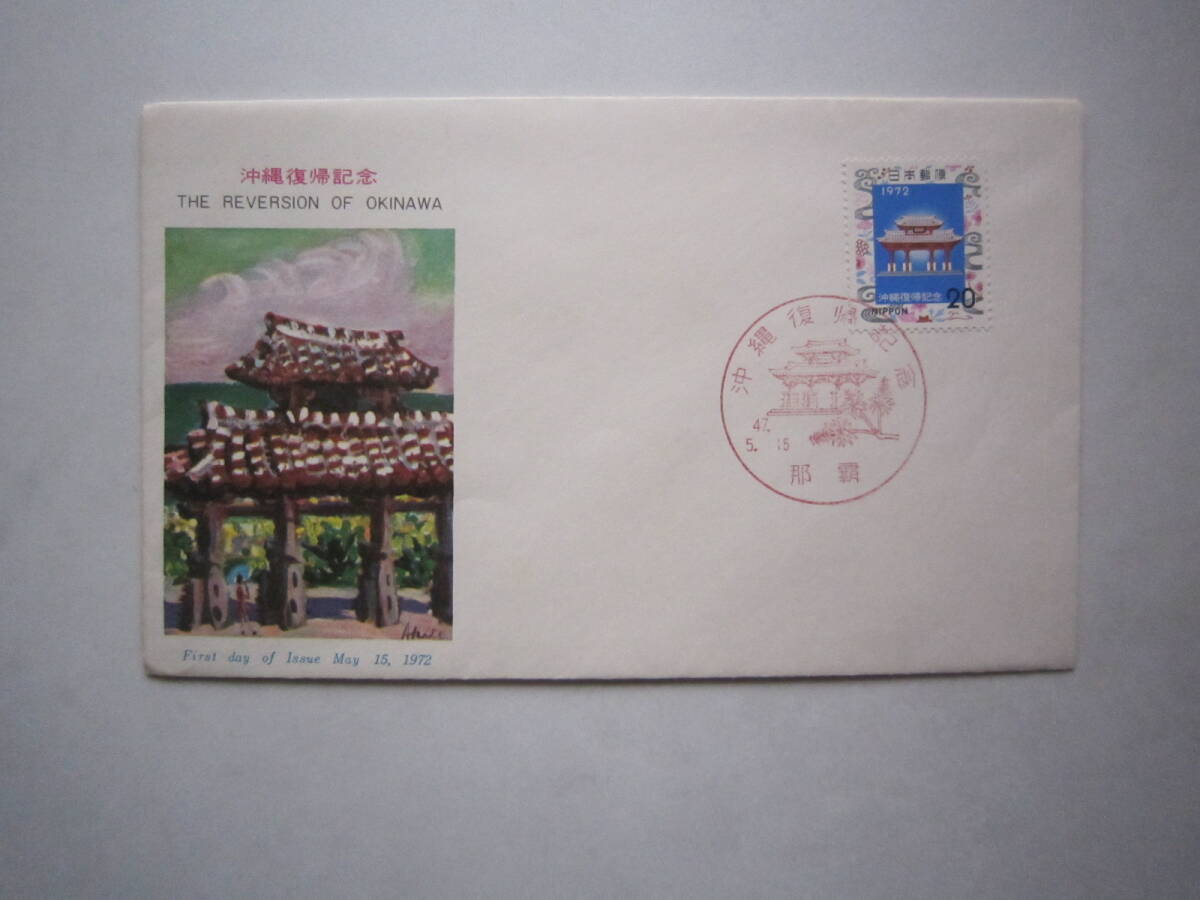 沖縄復帰記念
THE REVERSION OF OKINAWA
First day of Issue May 15, 1972
日本郵便
1972
沖縄復帰記念
20
NIPPON
沖縄復帰記念
47.
5. 15
那覇